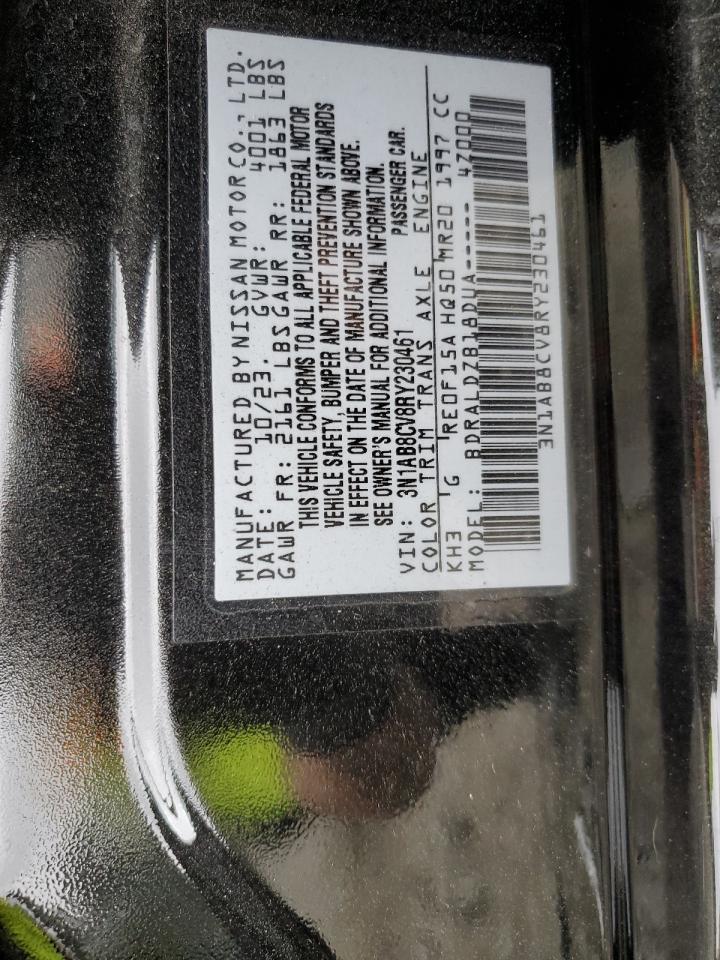 MANUFACTURED BY NISSAN MOTOR CO., LTD.
DATE: 10/23. GVWR: 4001 LBS
GAWR FR: 2161 LBS GAWR RR: 1863 LBS
THIS VEHICLE CONFORMS TO ALL APPLICABLE FEDERAL MOTOR
VEHICLE SAFETY, BUMPER AND THEFT PREVENTION STANDARDS
IN EFFECT ON THE DATE OF MANUFACTURE SHOWN ABOVE.
SEE OWNER'S MANUAL FOR ADDITIONAL INFORMATION.
VIN: 3N1AB8CV8RY230461 PASSENGER CAR.
COLOR TRIM TRANS AXLE ENGINE
KH3 G RE0F15A HQ50 MR20 1997 CC
MODEL: BDRALDZB18DUA------ 4Z000
3N1AB8CV8RY230461